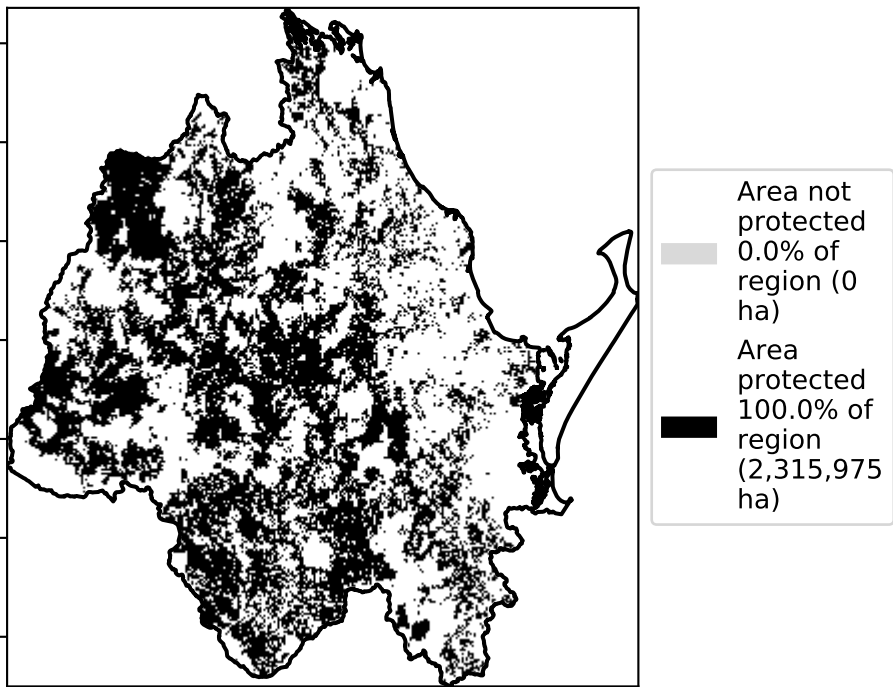 Area not
protected
0.0% of
region (0
ha)
Area
protected
100.0% of
region
(2,315,975
ha)